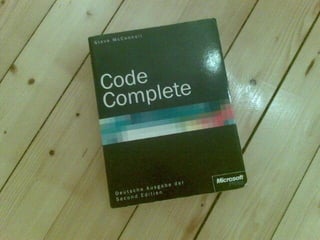 Steve McConnell
Code
Complete
Deutsche Ausgabe der
Second Edition
Microsoft